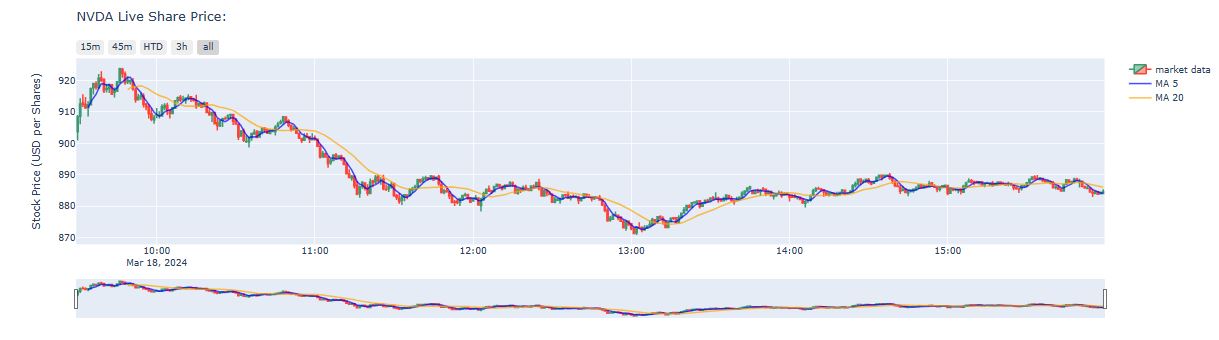 NVDA Live Share Price:
15m 45m HTD 3h all
market data
MA 5
MA 20
Stock Price (USD per Shares)
920
910
900
890
880
870
10:00 11:00 12:00 13:00 14:00 15:00
Mar 18, 2024